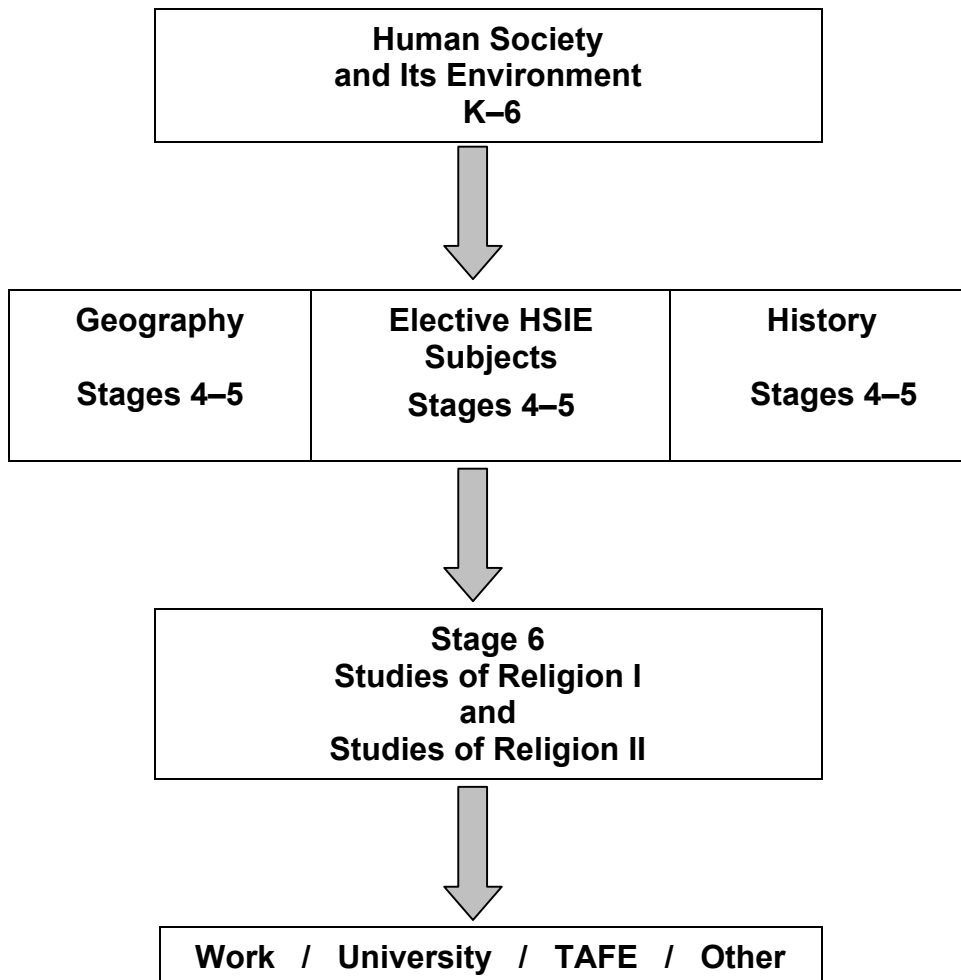 Human Society
and Its Environment
K–6
Geography
Stages 4–5
Elective HSIE
Subjects
Stages 4–5
History
Stages 4–5
Stage 6
Studies of Religion I
and
Studies of Religion II
Work / University / TAFE / Other